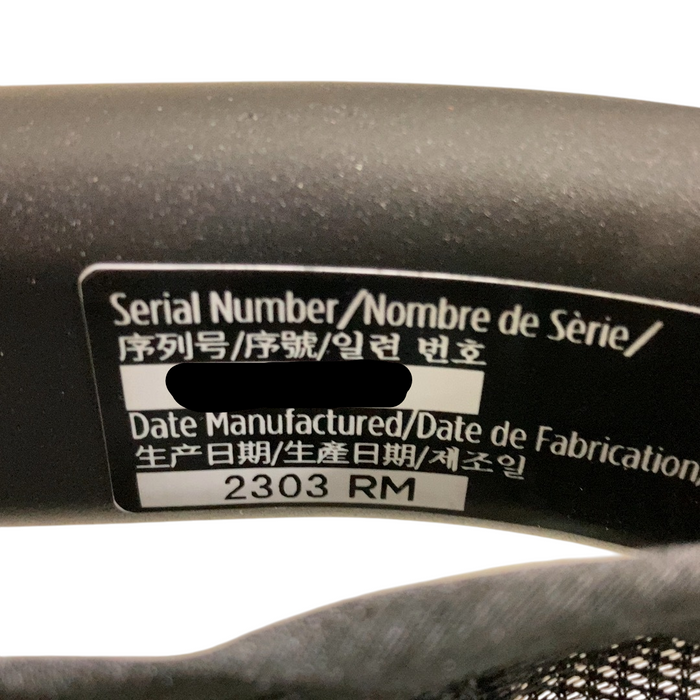 Serial Number/Nombre de Sèrie/
序列号/序號/일련 번호
Date Manufactured/Date de Fabrication/
生产日期/生產日期/제조일
2303 RM